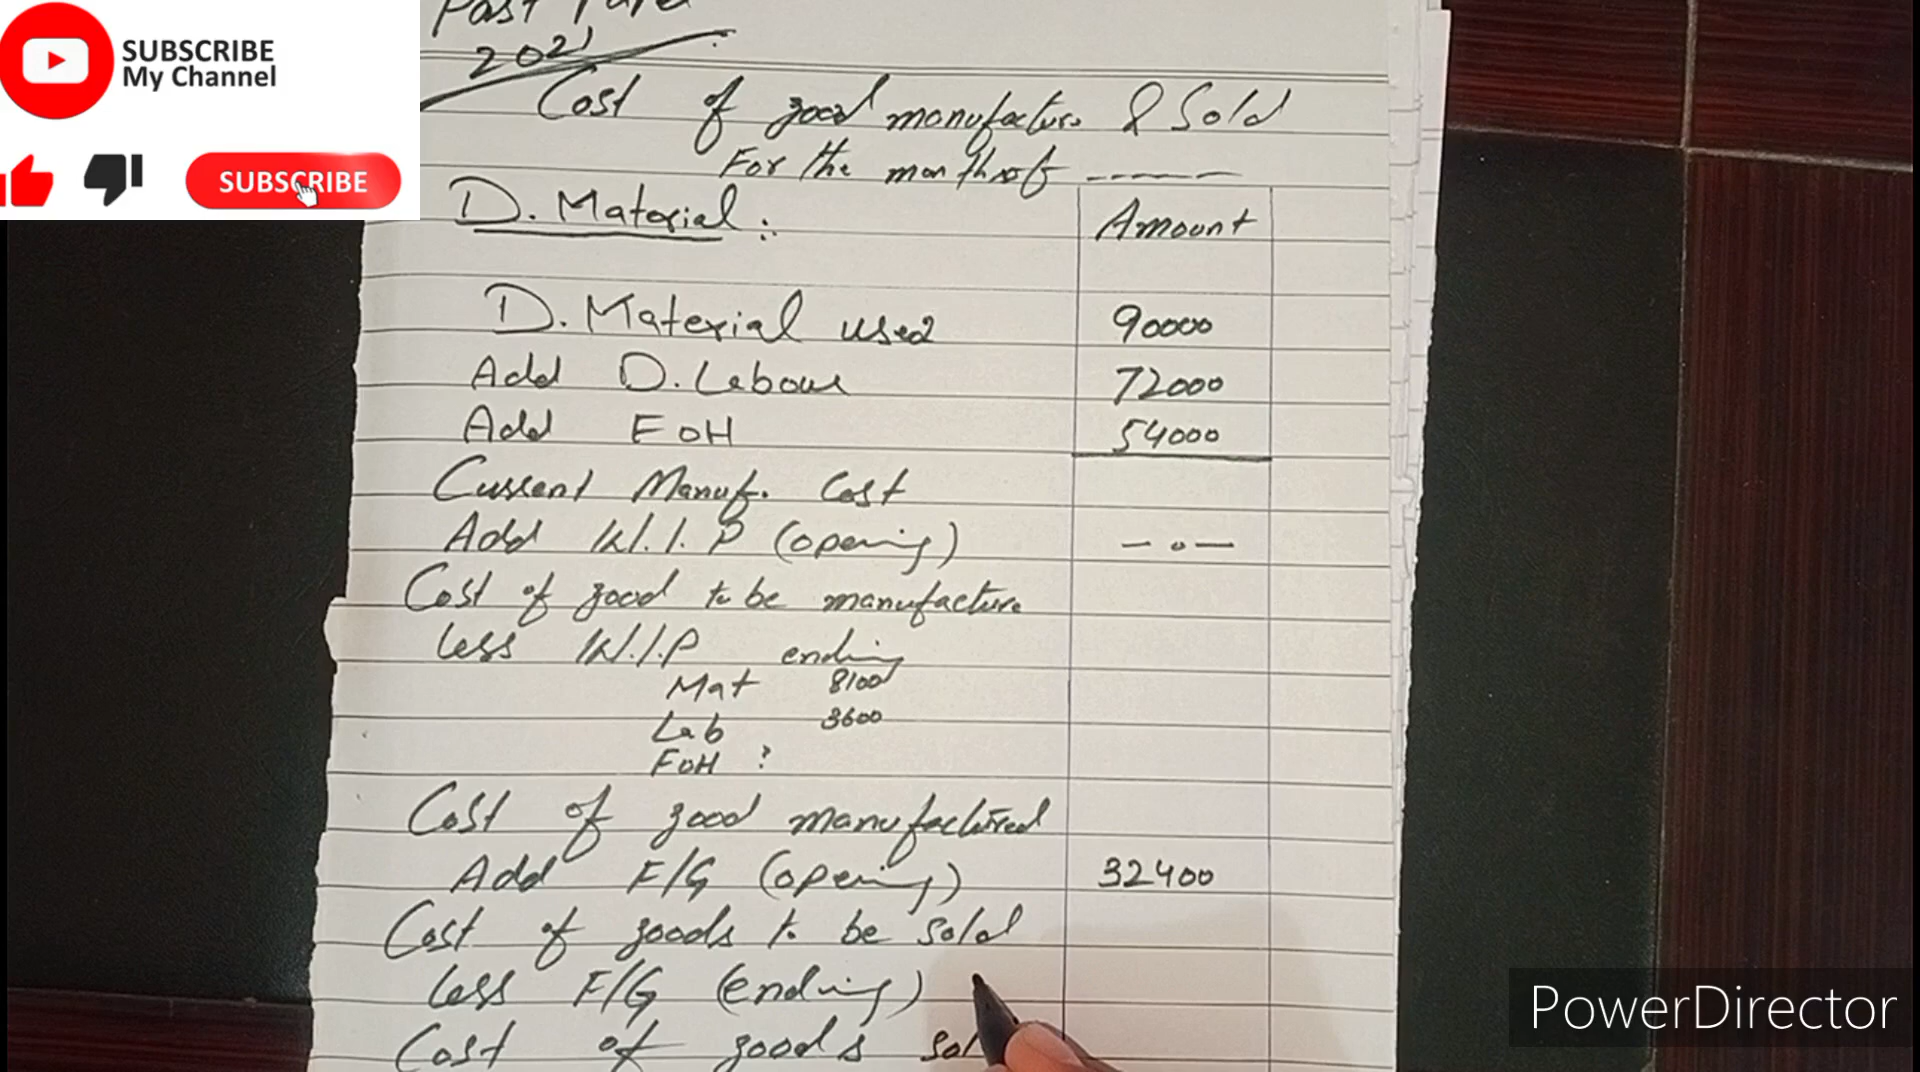 SUBSCRIBE
My Channel
SUBSCRIBE
Past
2021
Cost of good manufacture & Sold
For the month of -----
D. Material : Amount
D. Material used 90000
Add D. Labour 72000
Add FOH 54000
Current Manuf. Cost
Add W.I.P (opening) — o —
Cost of good to be manufacture
Less W.I.P ending
Mat 8100
Lab 3600
FOH ?
Cost of good manufactured
Add F/G (opening) 32400
Cost of goods to be sold
Less F/G (ending)
Cost of goods sol
PowerDirector